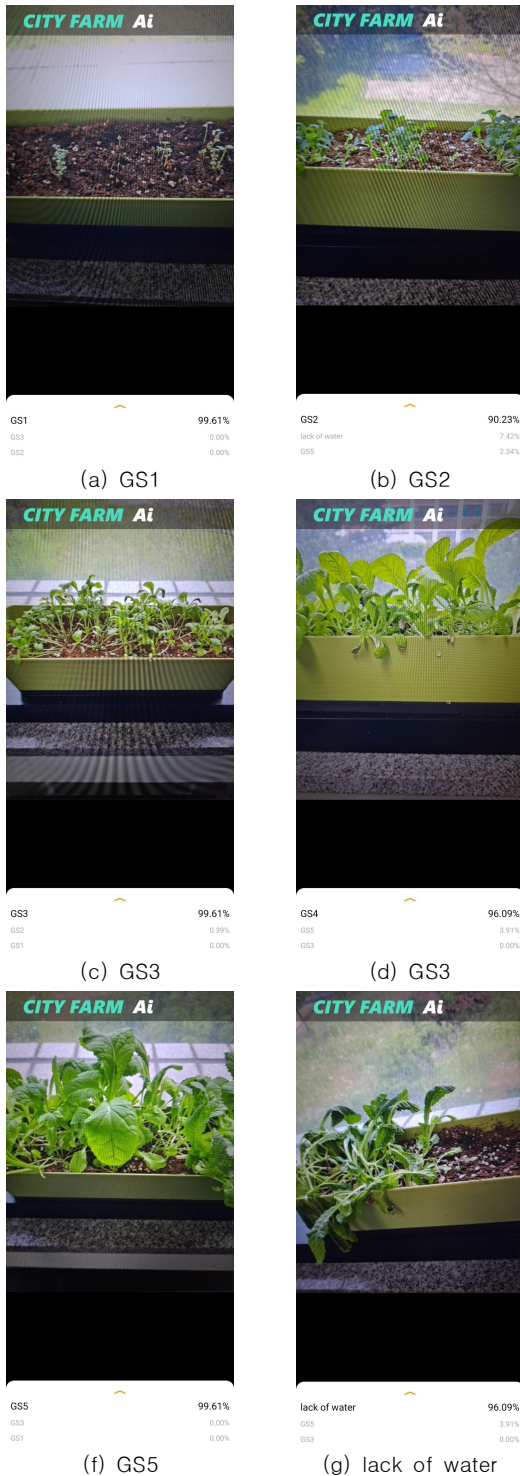 CITY FARM Ai
GS1 99.61%
GS3 0.00%
GS2 0.00%
(a) GS1
CITY FARM Ai
GS2 90.23%
lack of water 7.42%
GS5 2.34%
(b) GS2
CITY FARM Ai
GS3 99.61%
GS2 0.39%
GS1 0.00%
(c) GS3
CITY FARM Ai
GS4 96.09%
GS5 3.91%
GS3 0.00%
(d) GS3
CITY FARM Ai
GS5 99.61%
GS3 0.00%
GS1 0.00%
(f) GS5
CITY FARM Ai
lack of water 96.09%
GS5 3.91%
GS3 0.00%
(g) lack of water